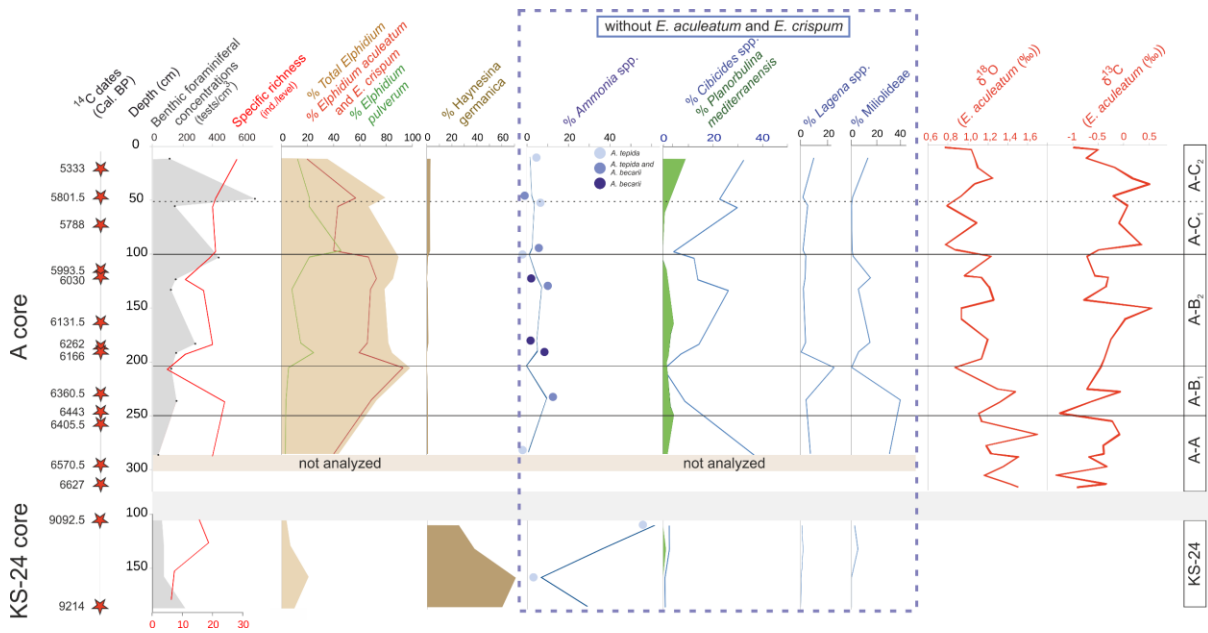 without E. aculeatum and E. crispum
14C dates
(Cal. BP)
Depth (cm)
Benthic foraminiferal
concentrations
(tests/cm³)
Specific richness
(ind./level)
% Total Elphidium
% Elphidium aculeatum
and E. crispum
% Elphidium
pulverum
% Haynesina
germanica
% Ammonia spp.
% Cibicides spp.
% Planorbulina
mediterranensis
% Lagena spp.
% Miliolideae
δ18O
(E. aculeatum (‰))
δ13C
(E. aculeatum (‰))
0 200 400 600
0 20 40 60 80 100
0 20 40
0 10 20
0 20 40
0 20
0 20 40
0.6 0.8 1.0 1.2 1.4 1.6
-1 -0.5 0 0.5
A. tepida
A. tepida and
A. becarii
A. becarii
A core
5333
5801.5
5788
5993.5
6030
6131.5
6262
6166
6360.5
6443
6405.5
6570.5
6627
0
50
100
150
200
250
300
not analyzed
not analyzed
A-C2
A-C1
A-B2
A-B1
A-A
KS-24 core
9092.5
9214
100
150
0 10 20 30
KS-24